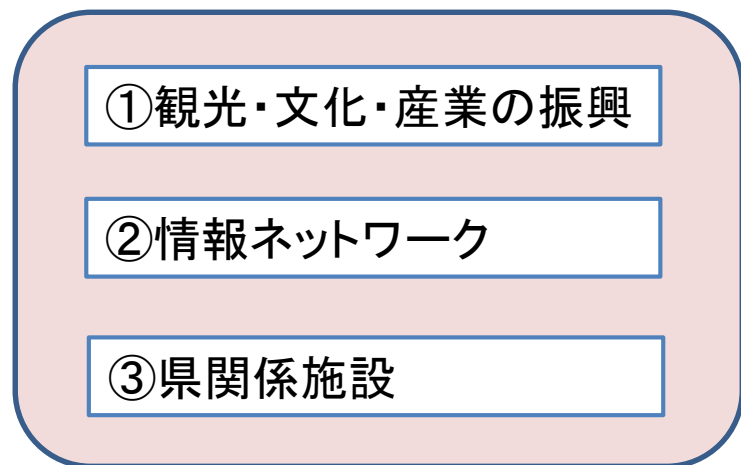 ①観光・文化・産業の振興
②情報ネットワーク
③県関係施設